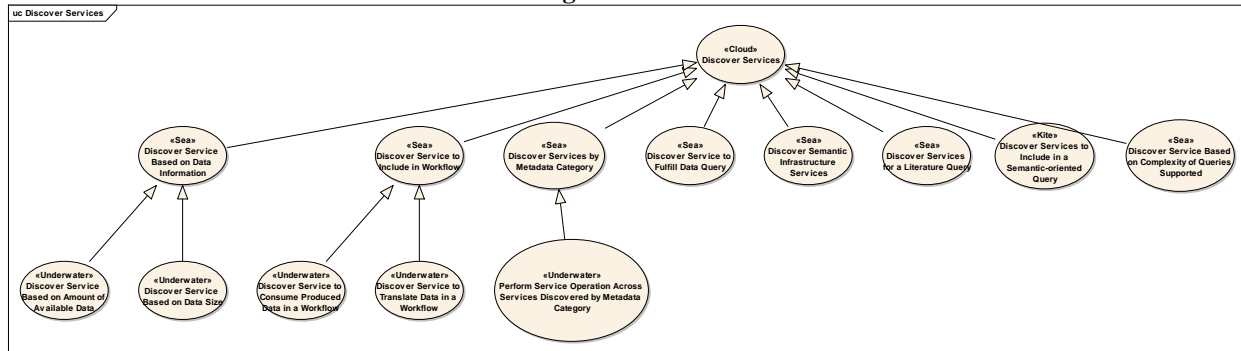 uc Discover Services
«Cloud»
Discover Services
«Sea»
Discover Service
Based on Data
Information
«Sea»
Discover Service to
Include in Workflow
«Sea»
Discover Services by
Metadata Category
«Sea»
Discover Service to
Fulfill Data Query
«Sea»
Discover Semantic
Infrastructure
Services
«Sea»
Discover Services
for a Literature Query
«Kite»
Discover Services to
Include in a
Semantic-oriented
Query
«Sea»
Discover Service Based
on Complexity of Queries
Supported
«Underwater»
Discover Service
Based on Amount of
Available Data
«Underwater»
Discover Service
Based on Data Size
«Underwater»
Discover Service to
Consume Produced
Data in a Workflow
«Underwater»
Discover Service to
Translate Data in a
Workflow
«Underwater»
Perform Service Operation Across
Services Discovered by Metadata
Category